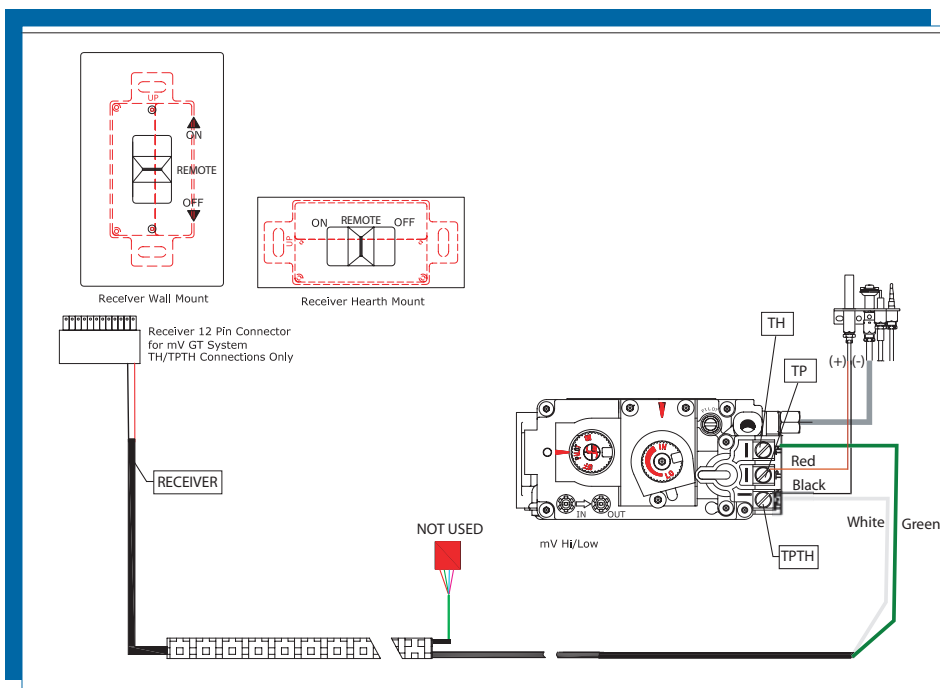 UP
ON
REMOTE
OFF
Receiver Wall Mount
ON REMOTE OFF
UP
Receiver Hearth Mount
Receiver 12 Pin Connector
for mV GT System
TH/TPTH Connections Only
RECEIVER
NOT USED
TH
TP
(+) (-)
PILOT
HI
IN OUT
mV Hi/Low
Red
Black
White
Green
TPTH